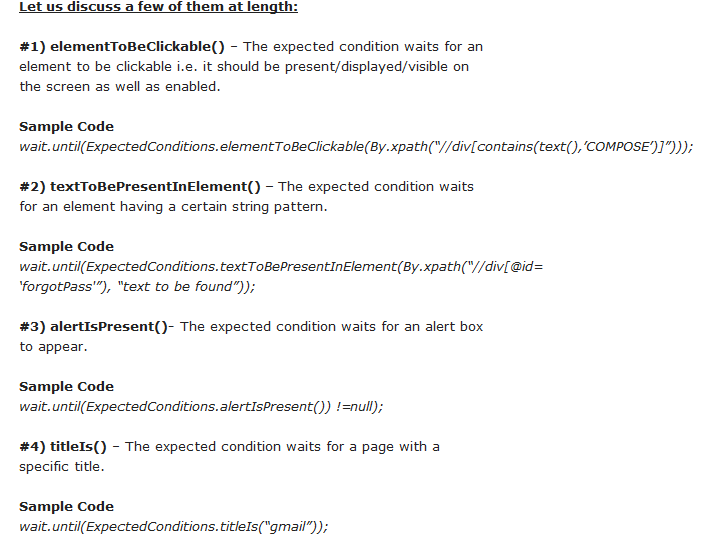 Let us discuss a few of them at length:
#1) elementToBeClickable() – The expected condition waits for an
element to be clickable i.e. it should be present/displayed/visible on
the screen as well as enabled.
Sample Code
wait.until(ExpectedConditions.elementToBeClickable(By.xpath(“//div[contains(text(),’COMPOSE’)]”)));
#2) textToBePresentInElement() – The expected condition waits
for an element having a certain string pattern.
Sample Code
wait.until(ExpectedConditions.textToBePresentInElement(By.xpath(“//div[@id=
‘forgotPass'”), “text to be found”));
#3) alertIsPresent()- The expected condition waits for an alert box
to appear.
Sample Code
wait.until(ExpectedConditions.alertIsPresent()) !=null);
#4) titleIs() – The expected condition waits for a page with a
specific title.
Sample Code
wait.until(ExpectedConditions.titleIs(“gmail”));